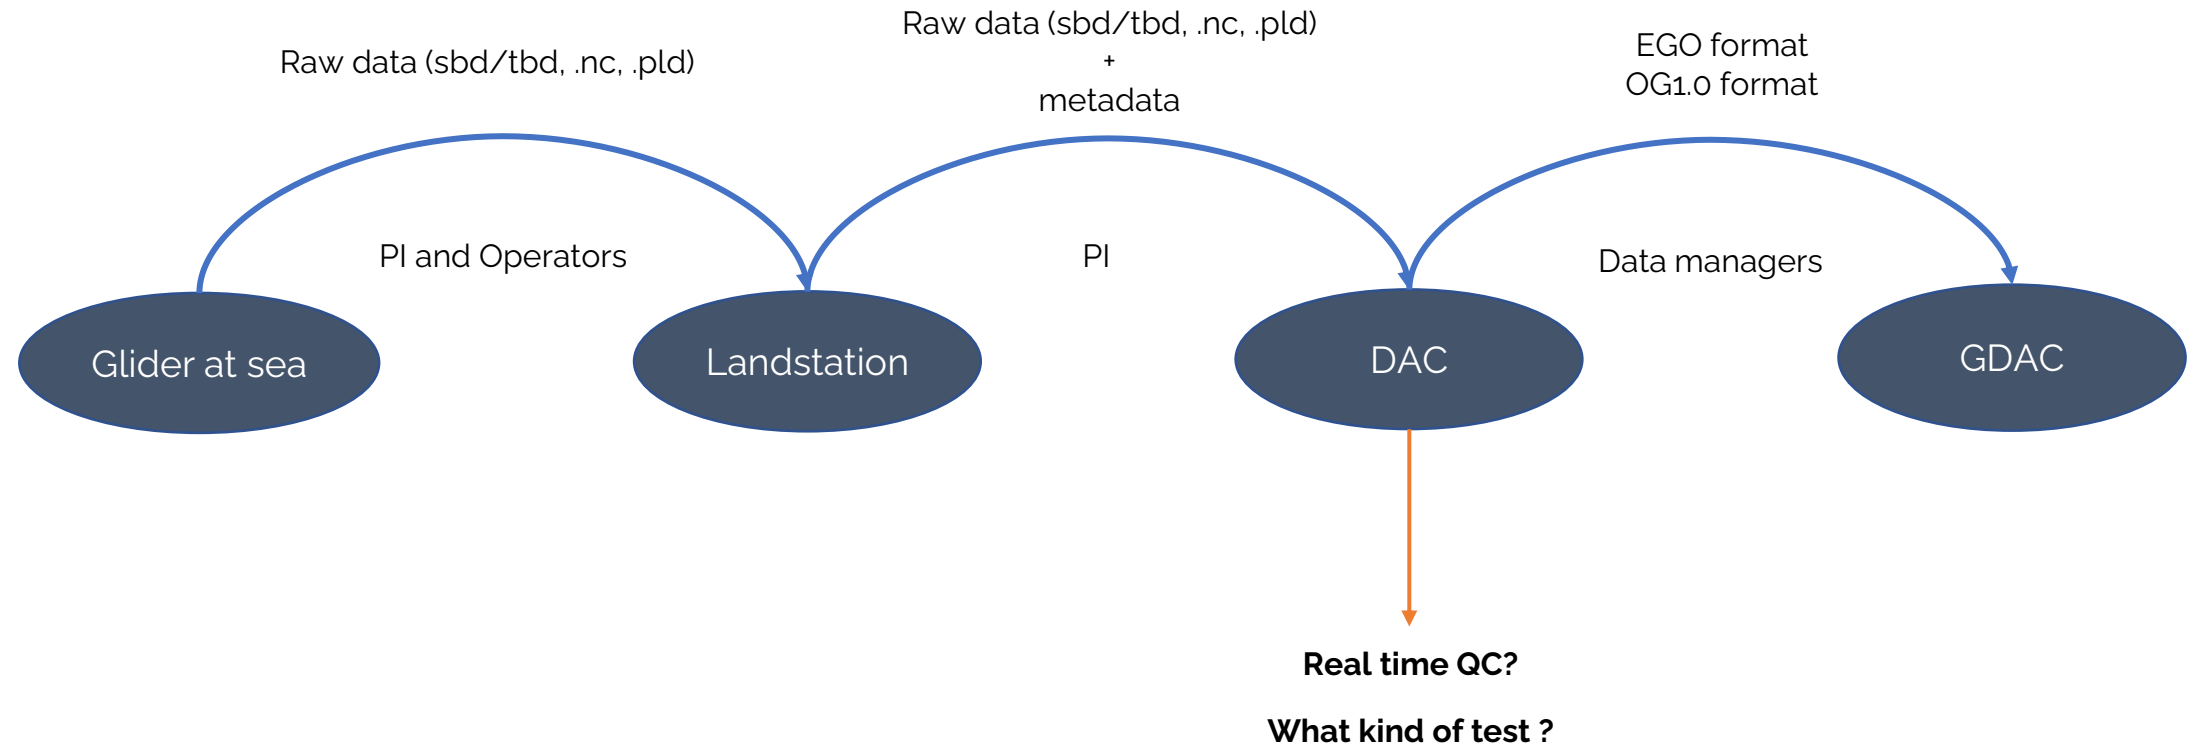 Raw data (sbd/tbd, .nc, .pld)
Raw data (sbd/tbd, .nc, .pld)
+
metadata
EGO format
OG1.0 format
PI and Operators
PI
Data managers
Glider at sea
Landstation
DAC
GDAC
Real time QC?
What kind of test ?